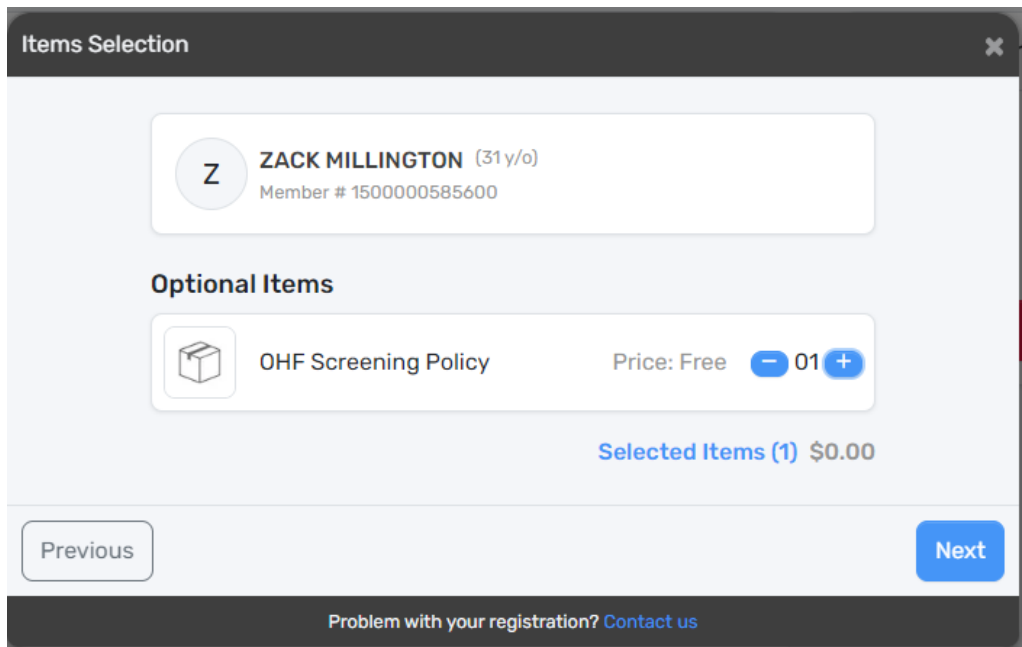 Items Selection
Z
ZACK MILLINGTON (31 y/o)
Member # 1500000585600
Optional Items
OHF Screening Policy Price: Free − 01 +
Selected Items (1) $0.00
Previous Next
Problem with your registration? Contact us